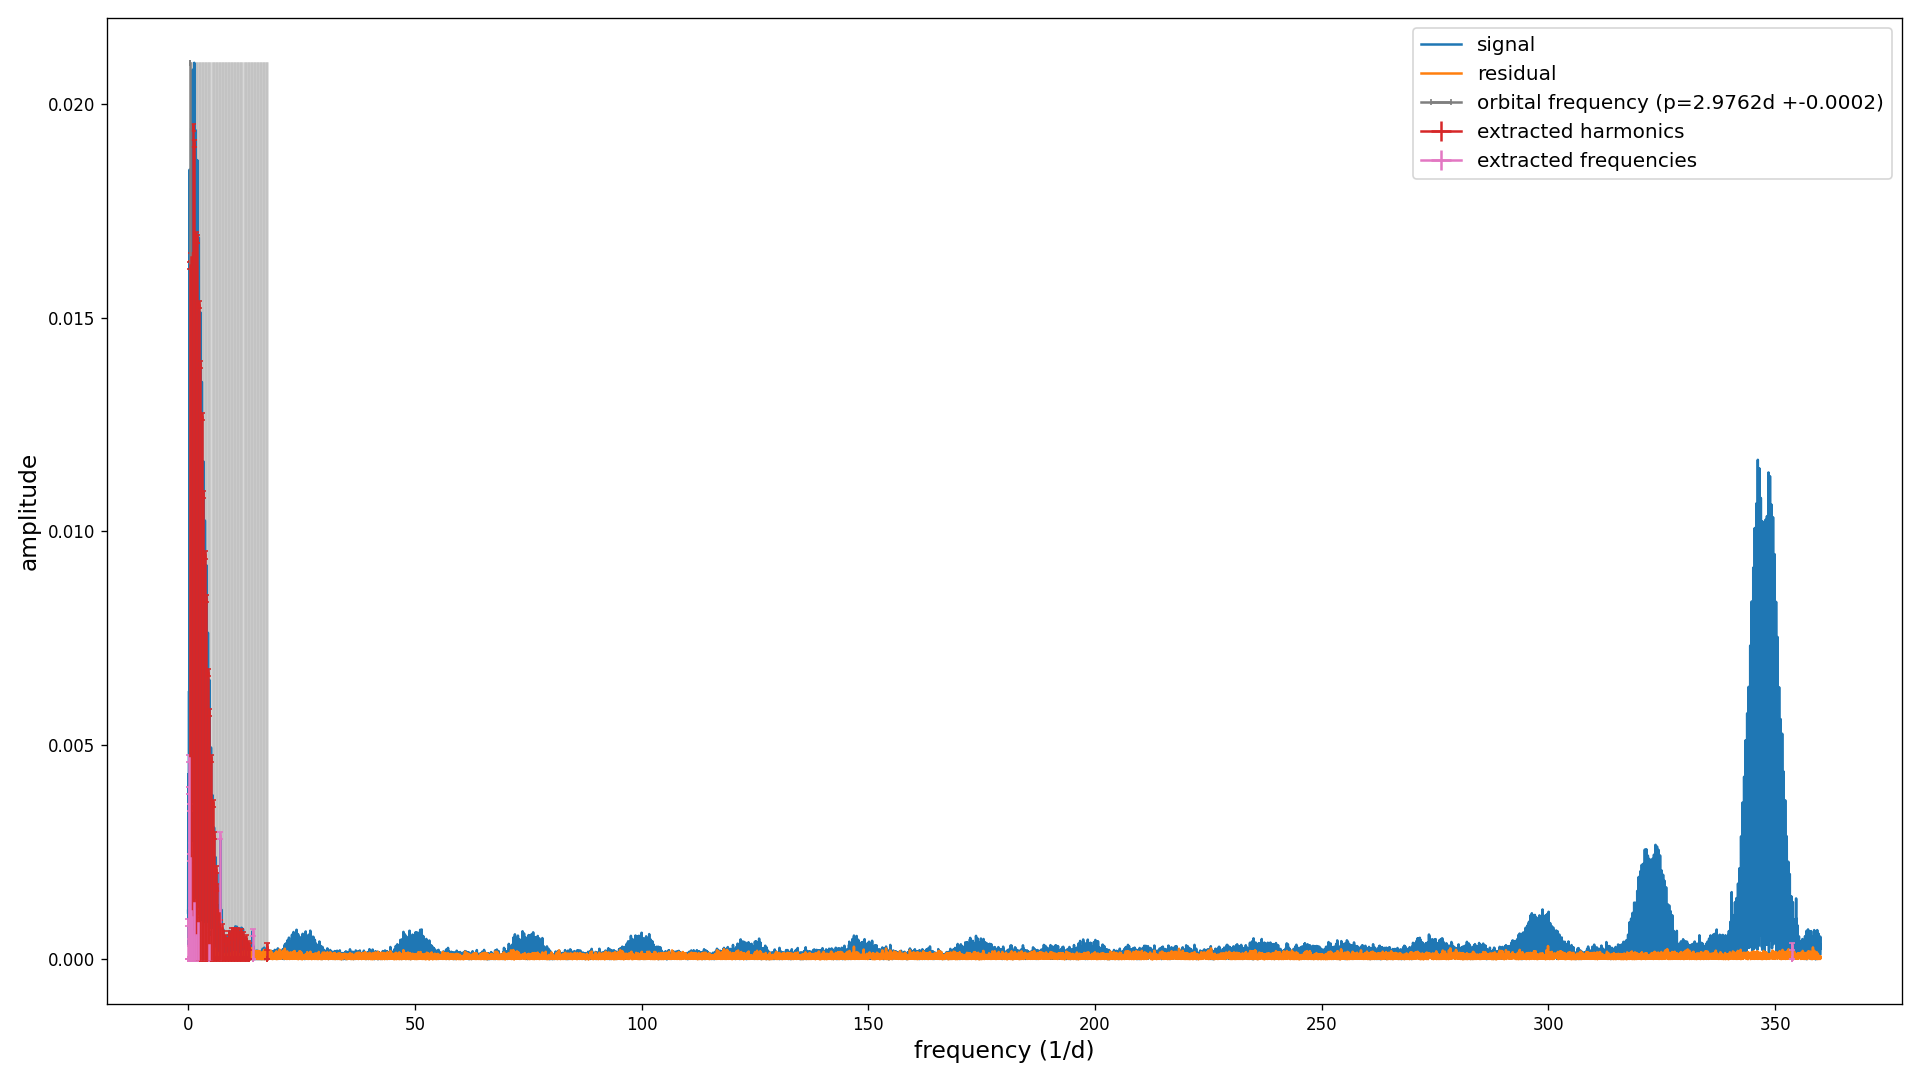 signal
residual
orbital frequency (p=2.9762d +-0.0002)
extracted harmonics
extracted frequencies
0.020
0.015
0.010
0.005
0.000
amplitude
0 50 100 150 200 250 300 350
frequency (1/d)